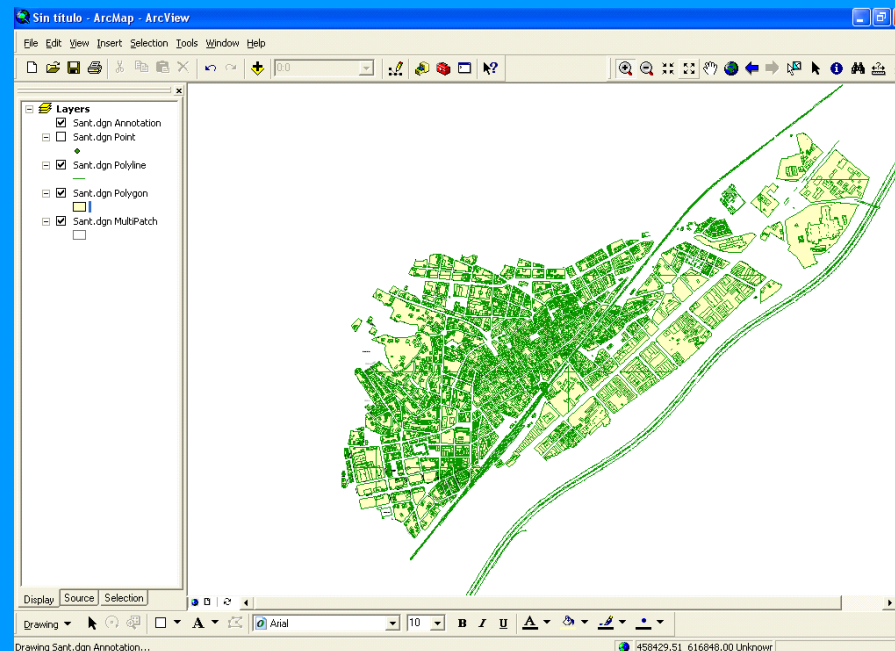 Sin título - ArcMap - ArcView
File Edit View Insert Selection Tools Window Help
0:0
Layers
Sant.dgn Annotation
Sant.dgn Point
Sant.dgn Polyline
Sant.dgn Polygon
Sant.dgn MultiPatch
Display Source Selection
Drawing A Arial 10 B I U A
Drawing Sant.dgn Annotation... 458429.51 616848.00 Unknowr